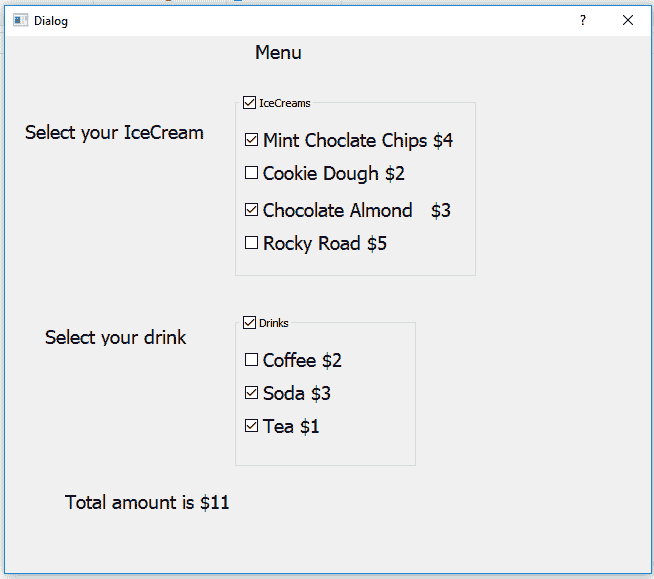 Dialog
Menu
IceCreams
Select your IceCream
Mint Choclate Chips $4
Cookie Dough $2
Chocolate Almond $3
Rocky Road $5
Drinks
Select your drink
Coffee $2
Soda $3
Tea $1
Total amount is $11